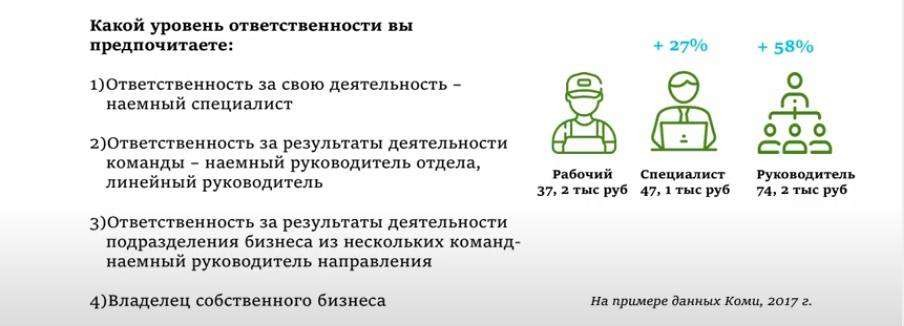 Какой уровень ответственности вы
предпочитаете:
1)Ответственность за свою деятельность –
наемный специалист
2)Ответственность за результаты деятельности
команды – наемный руководитель отдела,
линейный руководитель
3)Ответственность за результаты деятельности
подразделения бизнеса из нескольких команд-
наемный руководитель направления
4)Владелец собственного бизнеса
+ 27%
+ 58%
Рабочий
37, 2 тыс руб
Специалист
47, 1 тыс руб
Руководитель
74, 2 тыс руб
На примере данных Коми, 2017 г.